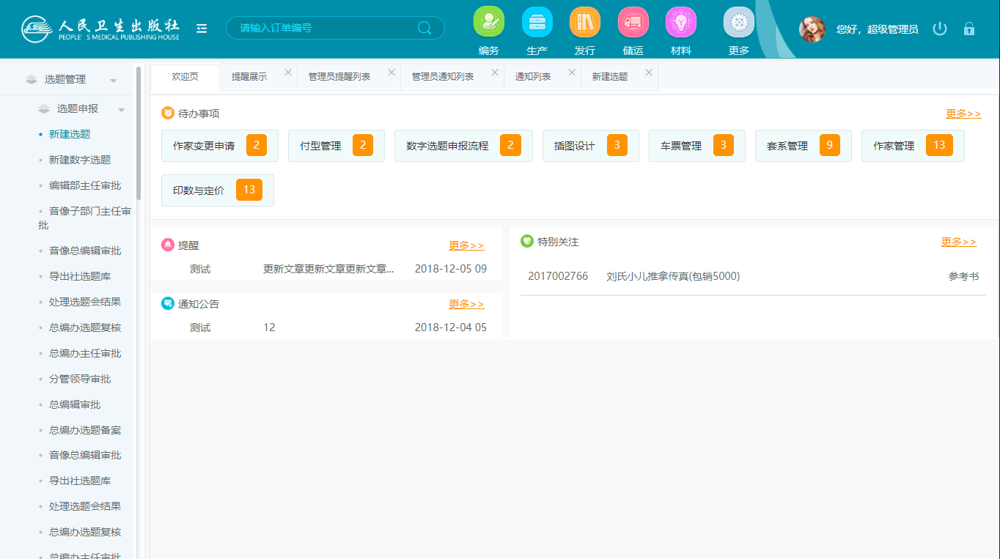 人民卫生出版社
PEOPLE'S MEDICAL PUBLISHING HOUSE
请输入订单编号
编务
生产
发行
储运
材料
更多
您好，超级管理员
选题管理
选题申报
新建选题
新建数字选题
编辑部主任审批
音像子部门主任审
批
音像总编辑审批
导出社选题库
处理选题会结果
总编办选题复核
总编办主任审批
分管领导审批
总编辑审批
总编办选题备案
音像总编辑审批
导出社选题库
处理选题会结果
总编办选题复核
总编办主任审批
欢迎页
提醒展示
管理员提醒列表
管理员通知列表
通知列表
新建选题
待办事项
更多>>
作家变更申请 2
付型管理 2
数字选题申报流程 2
插图设计 3
车票管理 3
套系管理 9
作家管理 13
印数与定价 13
提醒
更多>>
测试 更新文章更新文章更新文章... 2018-12-05 09
通知公告
更多>>
测试 12 2018-12-04 05
特别关注
更多>>
2017002766 刘氏小儿推拿传真(包销5000) 参考书